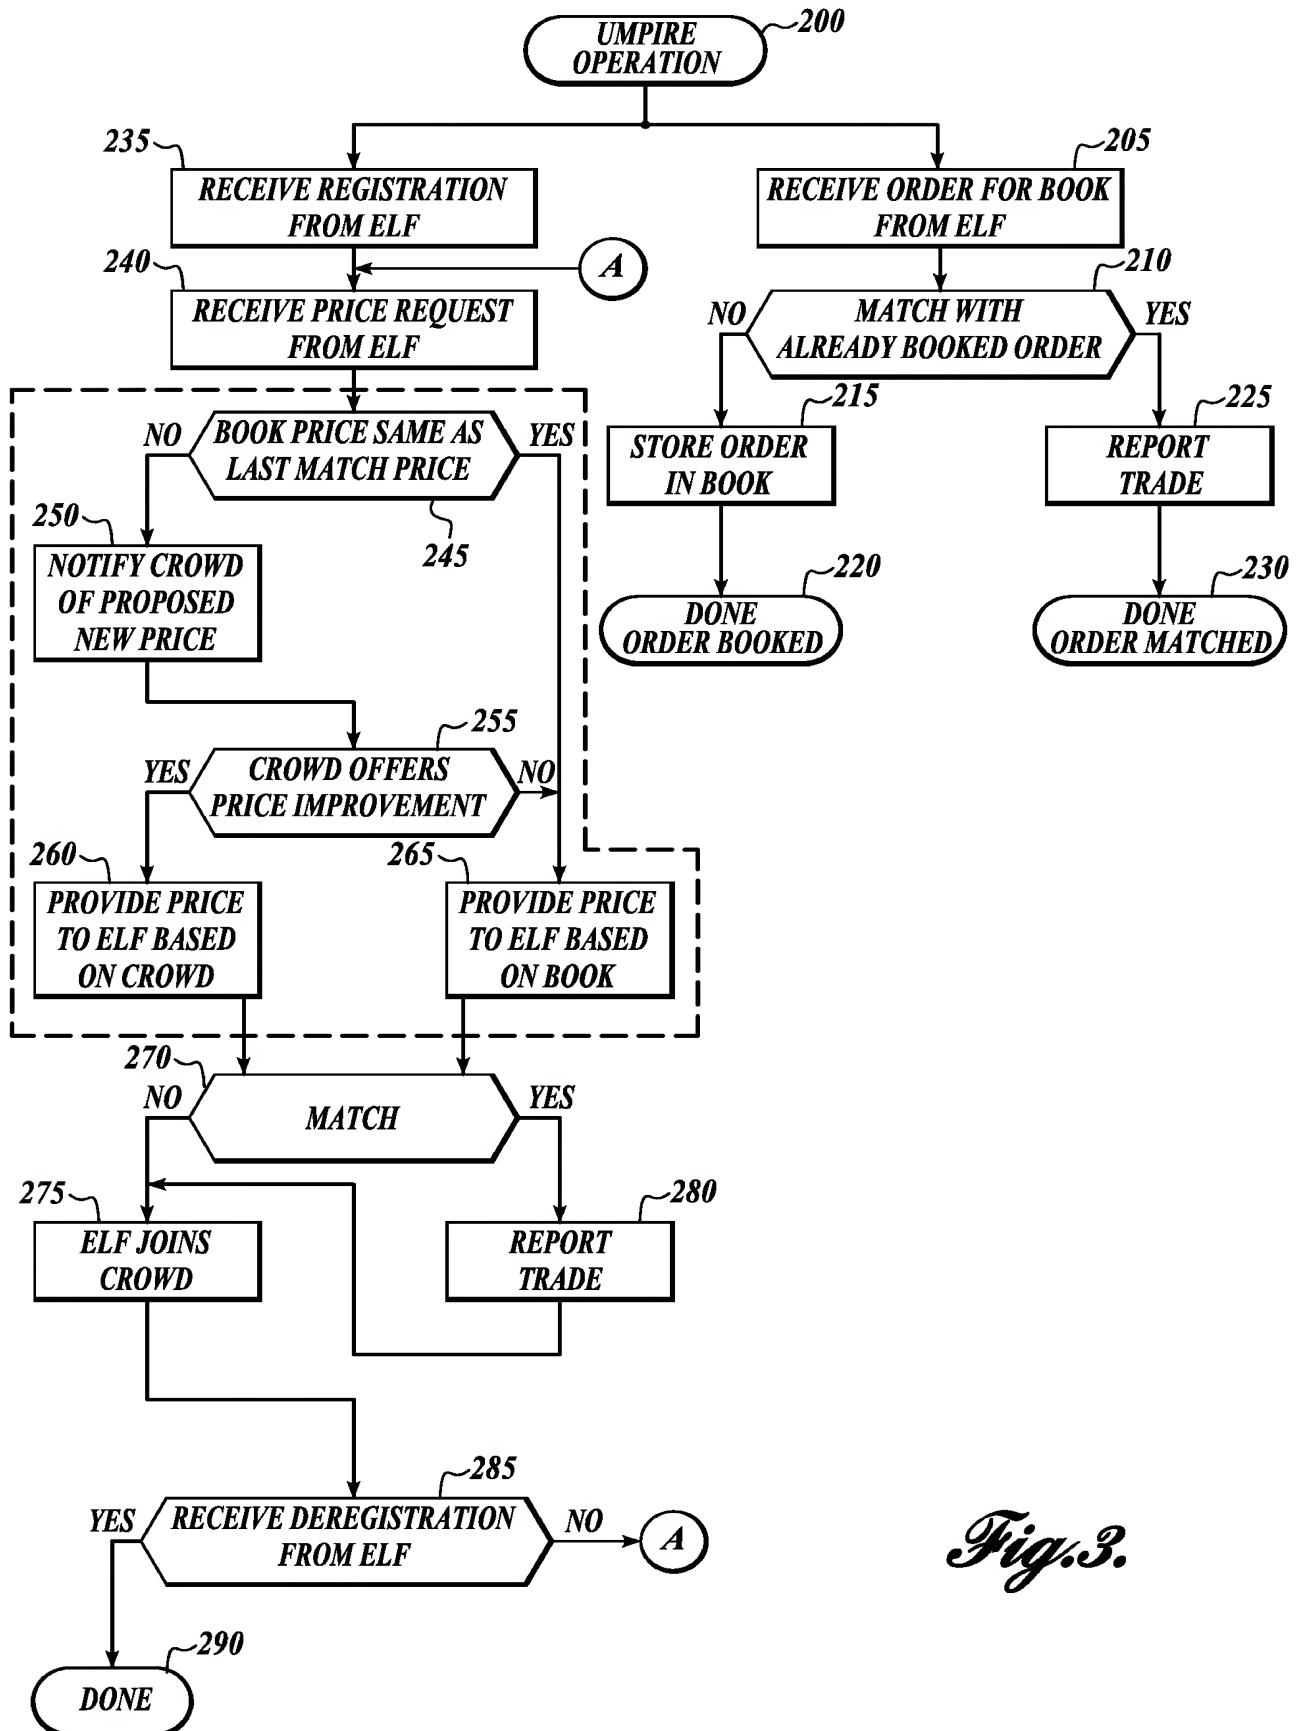 UMPIRE
OPERATION
200
235
RECEIVE REGISTRATION
FROM ELF
205
RECEIVE ORDER FOR BOOK
FROM ELF
A
240
RECEIVE PRICE REQUEST
FROM ELF
210
NO
MATCH WITH
ALREADY BOOKED ORDER
YES
NO
BOOK PRICE SAME AS
LAST MATCH PRICE
YES
245
215
STORE ORDER
IN BOOK
225
REPORT
TRADE
250
NOTIFY CROWD
OF PROPOSED
NEW PRICE
220
DONE
ORDER BOOKED
230
DONE
ORDER MATCHED
255
YES
CROWD OFFERS
PRICE IMPROVEMENT
NO
260
PROVIDE PRICE
TO ELF BASED
ON CROWD
265
PROVIDE PRICE
TO ELF BASED
ON BOOK
270
NO
MATCH
YES
275
ELF JOINS
CROWD
280
REPORT
TRADE
285
YES
RECEIVE DEREGISTRATION
FROM ELF
NO
A
Fig.3.
290
DONE